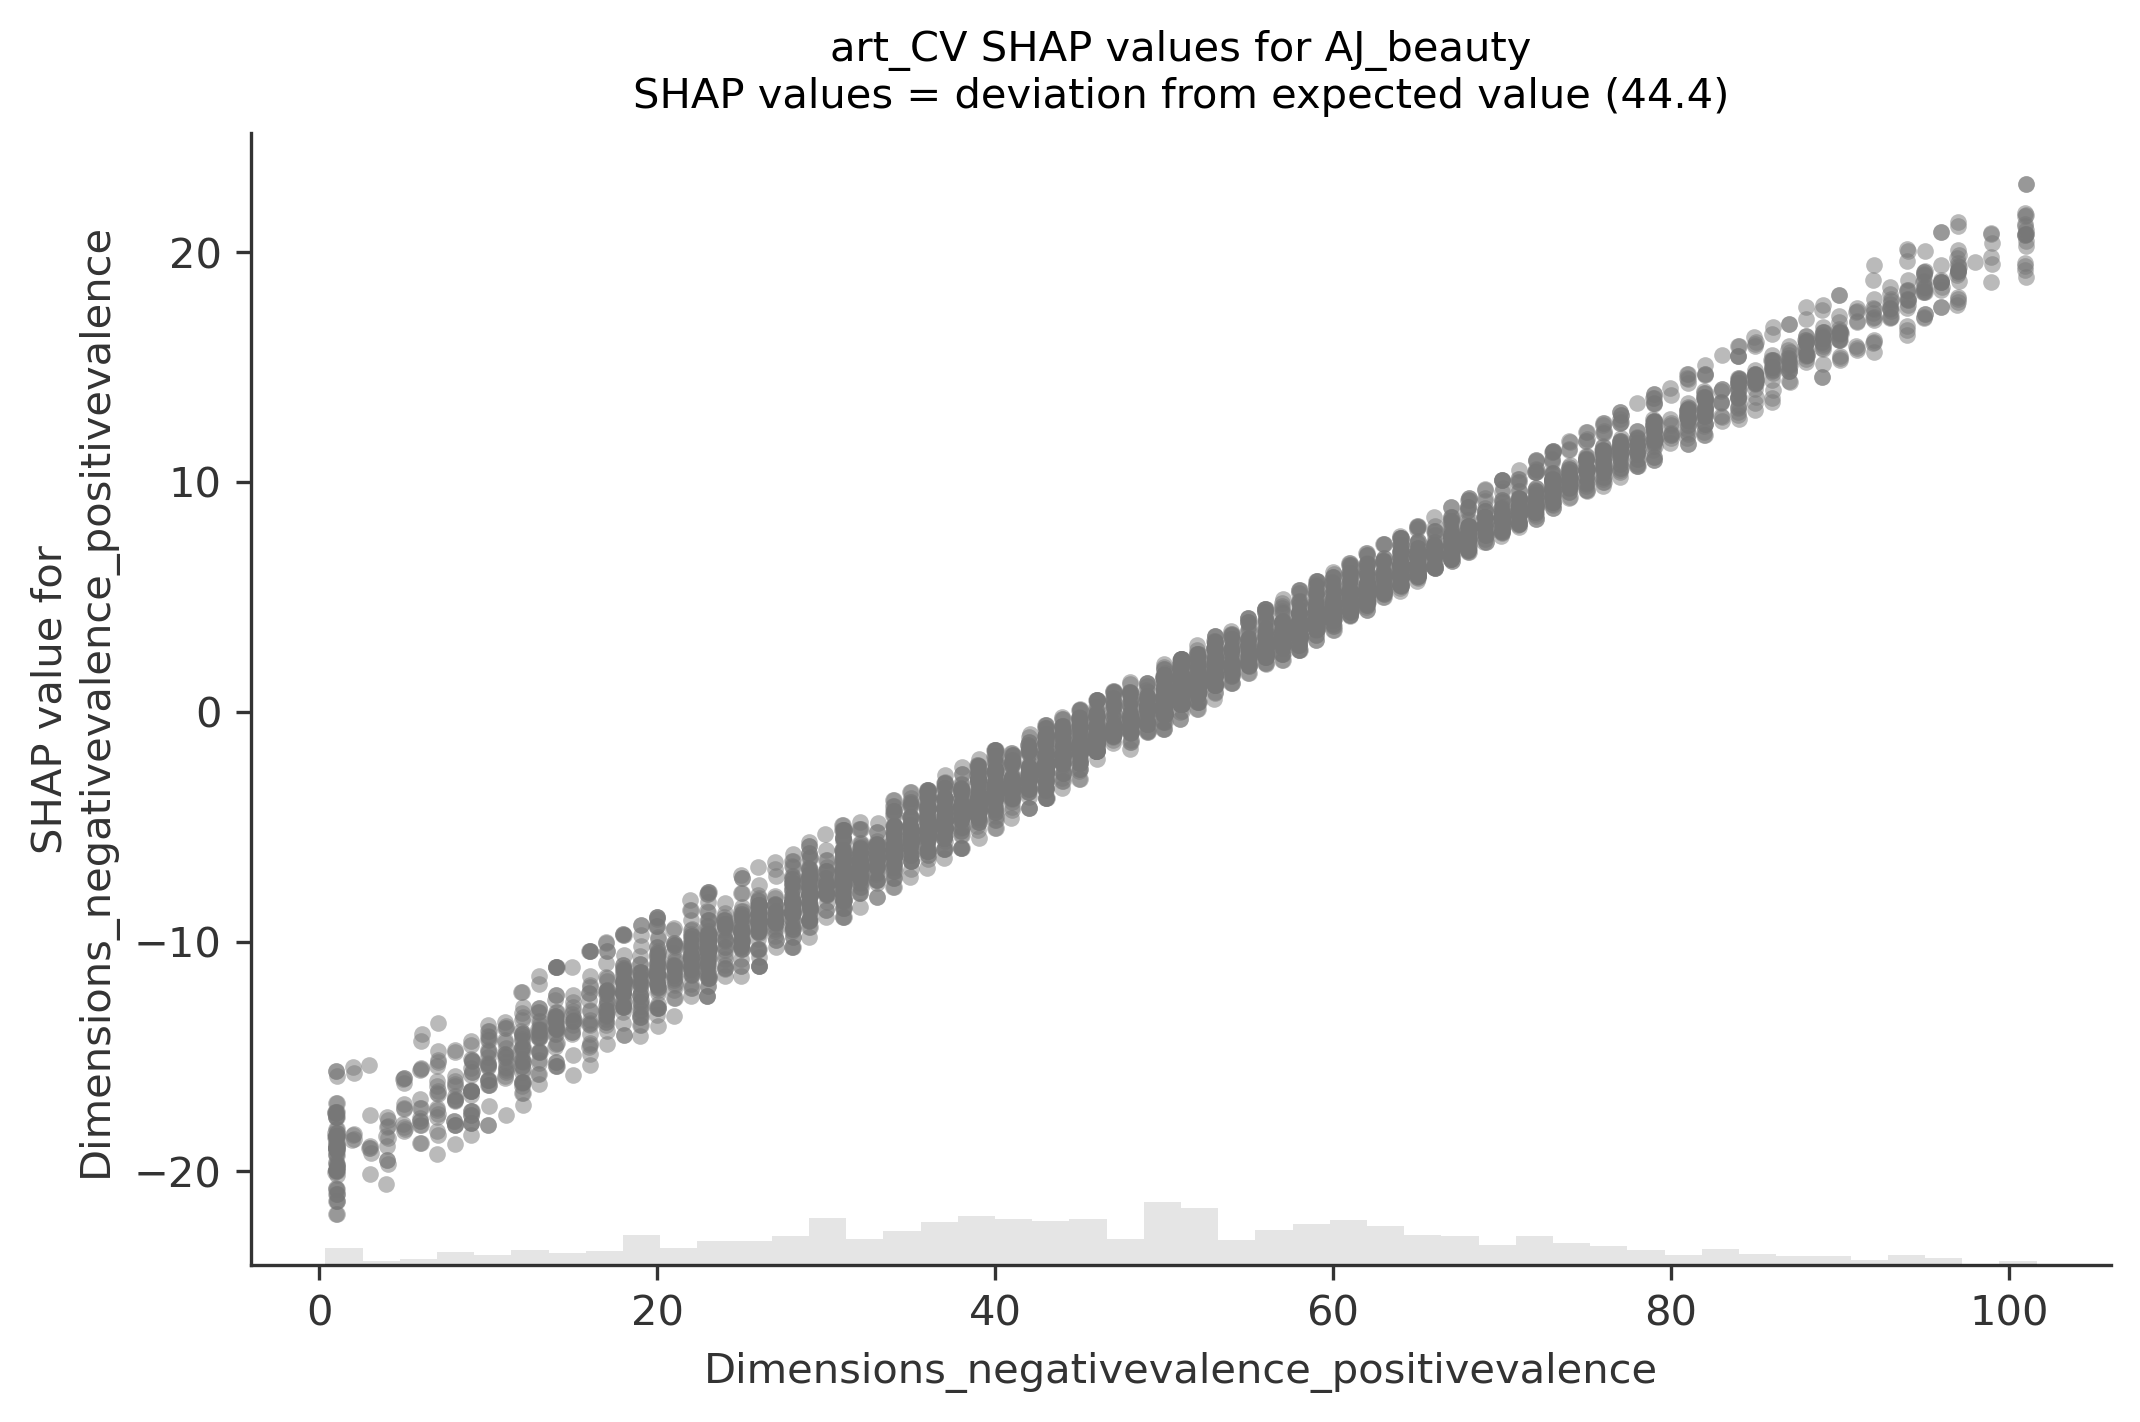 art_CV SHAP values for AJ_beauty
SHAP values = deviation from expected value (44.4)
SHAP value for
Dimensions_negativevalence_positivevalence
20
10
0
−10
−20
0 20 40 60 80 100
Dimensions_negativevalence_positivevalence